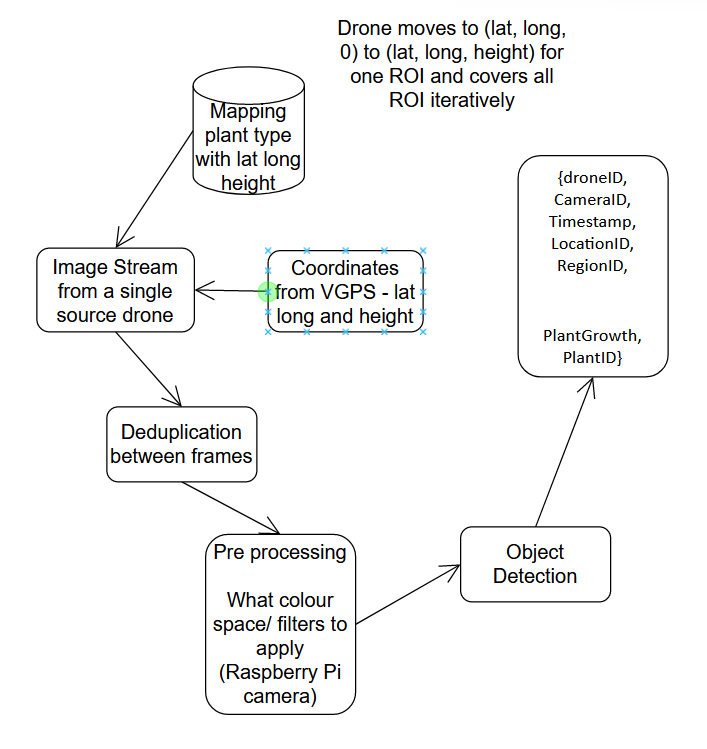 Drone moves to (lat, long,
0) to (lat, long, height) for
one ROI and covers all
ROI iteratively
Mapping
plant type
with lat long
height
{droneID,
CameraID,
Timestamp,
LocationID,
RegionID,
PlantGrowth,
PlantID}
Image Stream
from a single
source drone
Coordinates
from VGPS - lat
long and height
Deduplication
between frames
Pre processing
What colour
space/ filters to
apply
(Raspberry Pi
camera)
Object
Detection